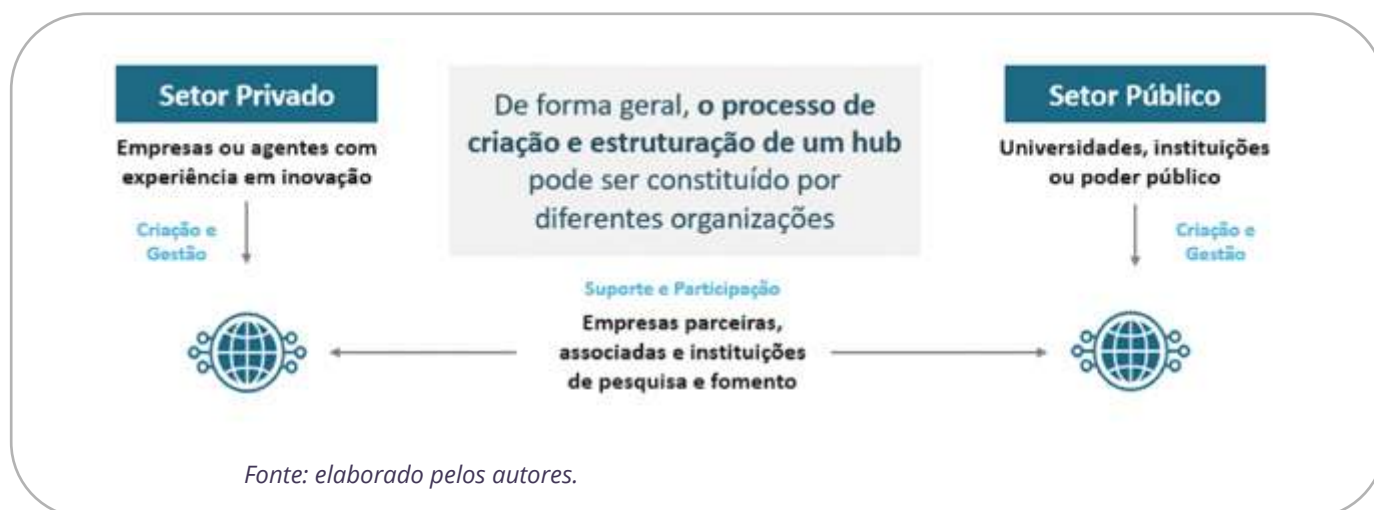 Setor Privado
Empresas ou agentes com
experiência em inovação
Criação e
Gestão
De forma geral, o processo de
criação e estruturação de um hub
pode ser constituído por
diferentes organizações
Setor Público
Universidades, instituições
ou poder público
Criação e
Gestão
Suporte e Participação
Empresas parceiras,
associadas e instituições
de pesquisa e fomento
Fonte: elaborado pelos autores.